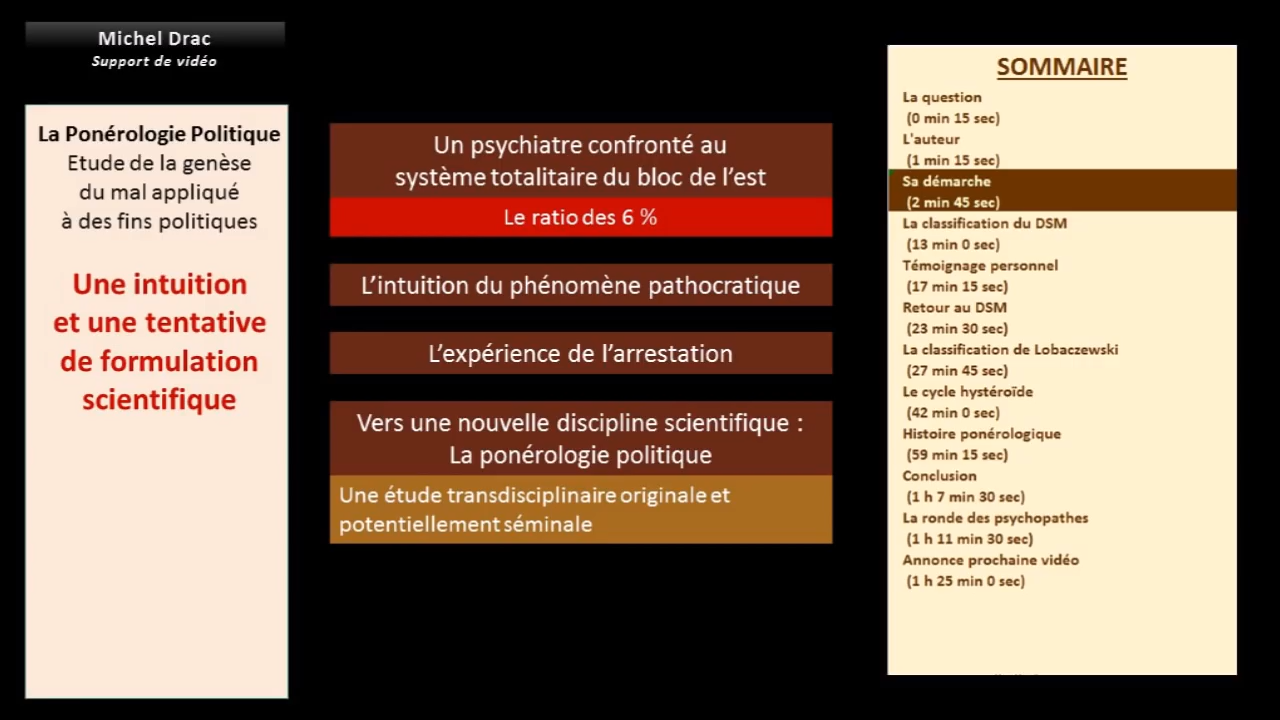 Michel Drac
Support de vidéo
La Ponérologie Politique
Etude de la genèse
du mal appliqué
à des fins politiques
Une intuition
et une tentative
de formulation
scientifique
Un psychiatre confronté au
système totalitaire du bloc de l'est
Le ratio des 6 %
L'intuition du phénomène pathocratique
L'expérience de l'arrestation
Vers une nouvelle discipline scientifique :
La ponérologie politique
Une étude transdisciplinaire originale et
potentiellement séminale
SOMMAIRE
La question
(0 min 15 sec)
L'auteur
(1 min 15 sec)
Sa démarche
(2 min 45 sec)
La classification du DSM
(13 min 0 sec)
Témoignage personnel
(17 min 15 sec)
Retour au DSM
(23 min 30 sec)
La classification de Lobaczewski
(27 min 45 sec)
Le cycle hystéroïde
(42 min 0 sec)
Histoire ponérologique
(59 min 15 sec)
Conclusion
(1 h 7 min 30 sec)
La ronde des psychopathes
(1 h 11 min 30 sec)
Annonce prochaine vidéo
(1 h 25 min 0 sec)